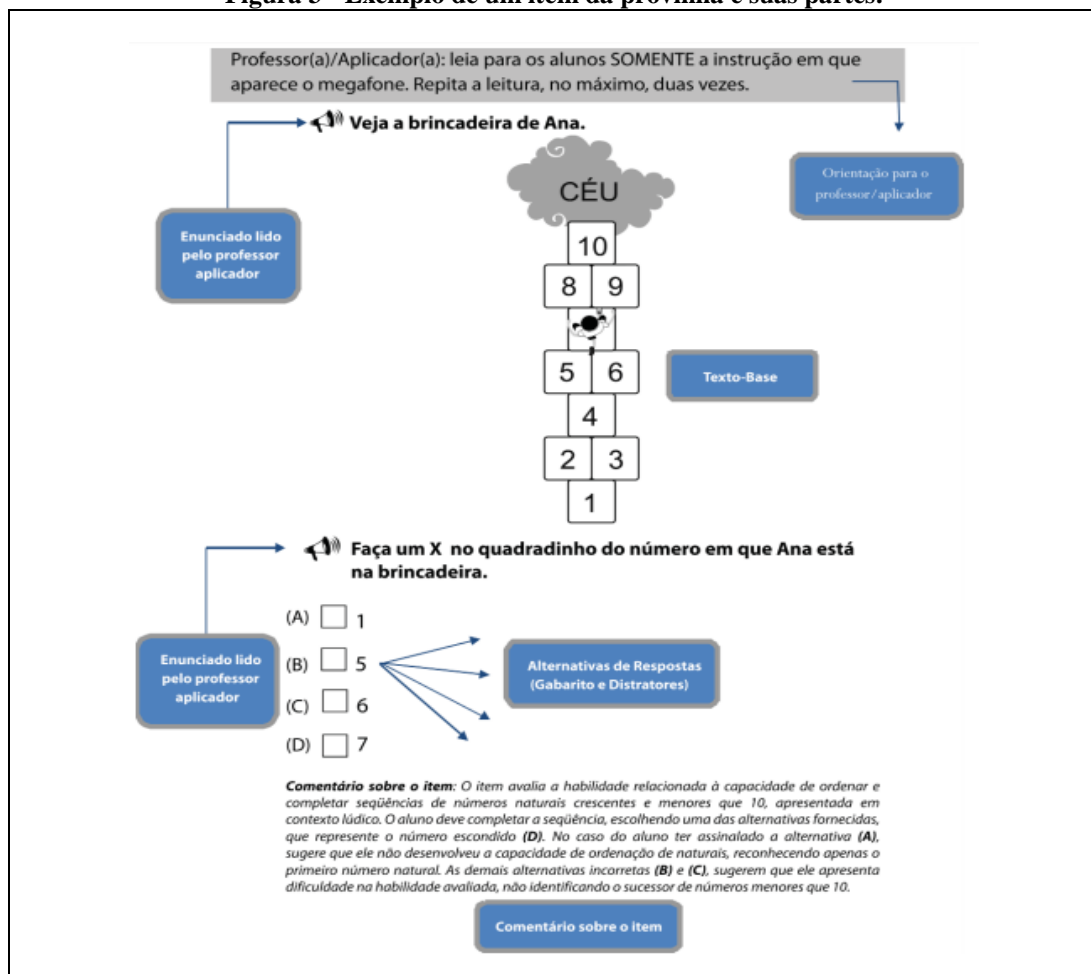 Figura 5 - Exemplo de um item da provinha e suas partes.
Professor(a)/Aplicador(a): leia para os alunos SOMENTE a instrução em que
aparece o megafone. Repita a leitura, no máximo, duas vezes.
Veja a brincadeira de Ana.
Orientação para o
professor/aplicador
CÉU
Enunciado lido
pelo professor
aplicador
10
8 9
5 6
Texto-Base
4
2 3
1
Faça um X no quadradinho do número em que Ana está
na brincadeira.
(A) 1
Enunciado lido
pelo professor
aplicador
(B) 5
Alternativas de Respostas
(Gabarito e Distratores)
(C) 6
(D) 7
Comentário sobre o item: O item avalia a habilidade relacionada à capacidade de ordenar e
completar seqüências de números naturais crescentes e menores que 10, apresentada em
contexto lúdico. O aluno deve completar a seqüência, escolhendo uma das alternativas fornecidas,
que represente o número escondido (D). No caso do aluno ter assinalado a alternativa (A),
sugere que ele não desenvolveu a capacidade de ordenação de naturais, reconhecendo apenas o
primeiro número natural. As demais alternativas incorretas (B) e (C), sugerem que ele apresenta
dificuldade na habilidade avaliada, não identificando o sucessor de números menores que 10.
Comentário sobre o item